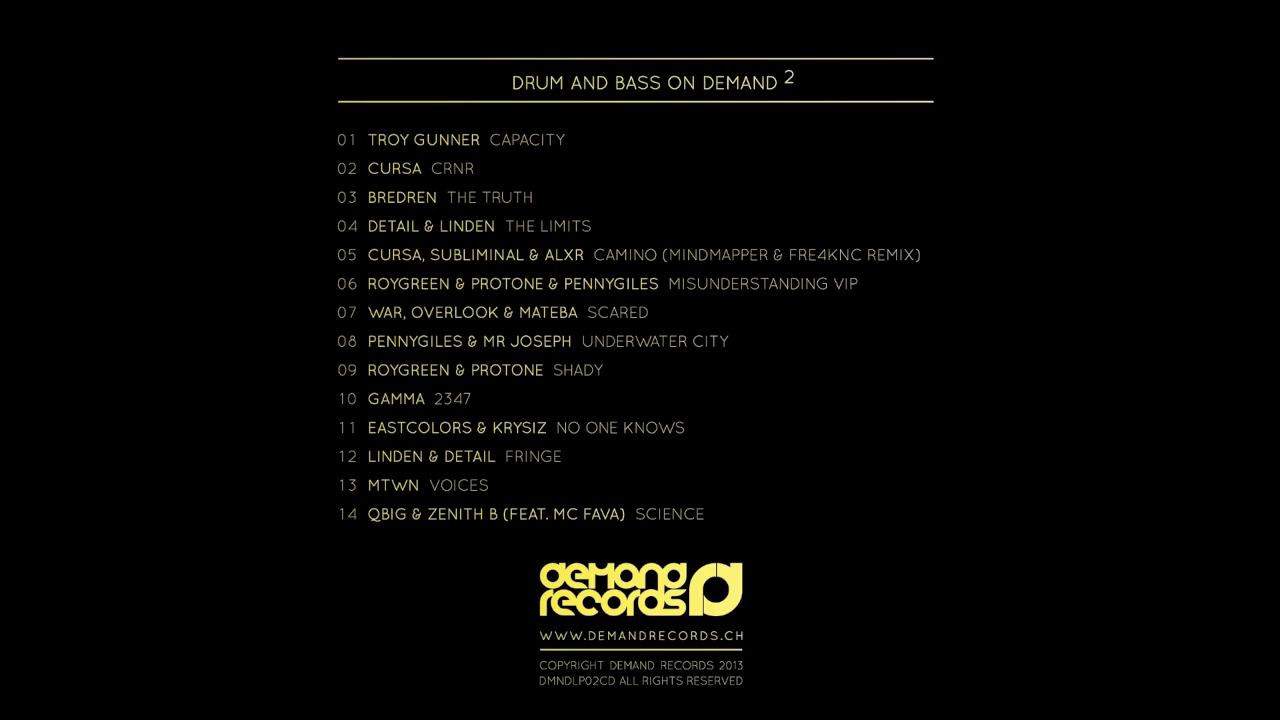 DRUM AND BASS ON DEMAND ²
01 TROY GUNNER CAPACITY
02 CURSA CRNR
03 BREDREN THE TRUTH
04 DETAIL & LINDEN THE LIMITS
05 CURSA, SUBLIMINAL & ALXR CAMINO (MINDMAPPER & FRE4KNC REMIX)
06 ROYGREEN & PROTONE & PENNYGILES MISUNDERSTANDING VIP
07 WAR, OVERLOOK & MATEBA SCARED
08 PENNYGILES & MR JOSEPH UNDERWATER CITY
09 ROYGREEN & PROTONE SHADY
10 GAMMA 2347
11 EASTCOLORS & KRYSIZ NO ONE KNOWS
12 LINDEN & DETAIL FRINGE
13 MTWN VOICES
14 QBIG & ZENITH B (FEAT. MC FAVA) SCIENCE
demand
records
WWW.DEMANDRECORDS.CH
COPYRIGHT DEMAND RECORDS 2013
DMNDLP02CD ALL RIGHTS RESERVED